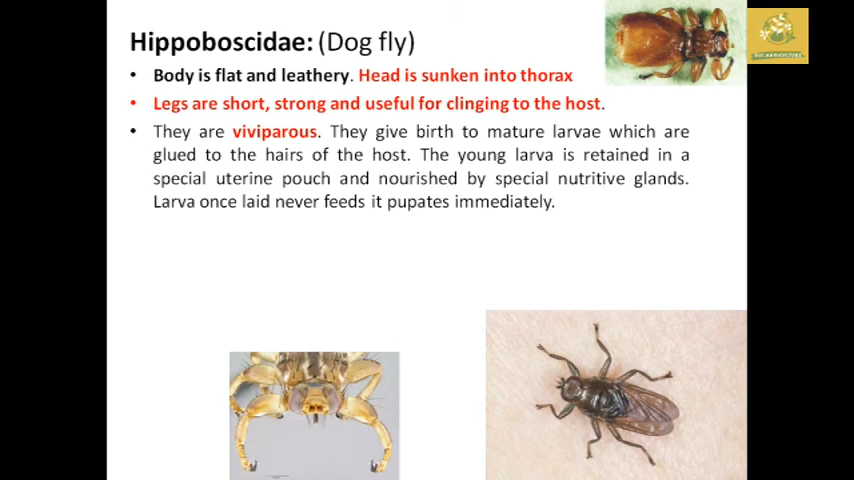 Hippoboscidae: (Dog fly)
• Body is flat and leathery. Head is sunken into thorax
• Legs are short, strong and useful for clinging to the host.
• They are viviparous. They give birth to mature larvae which are
glued to the hairs of the host. The young larva is retained in a
special uterine pouch and nourished by special nutritive glands.
Larva once laid never feeds it pupates immediately.